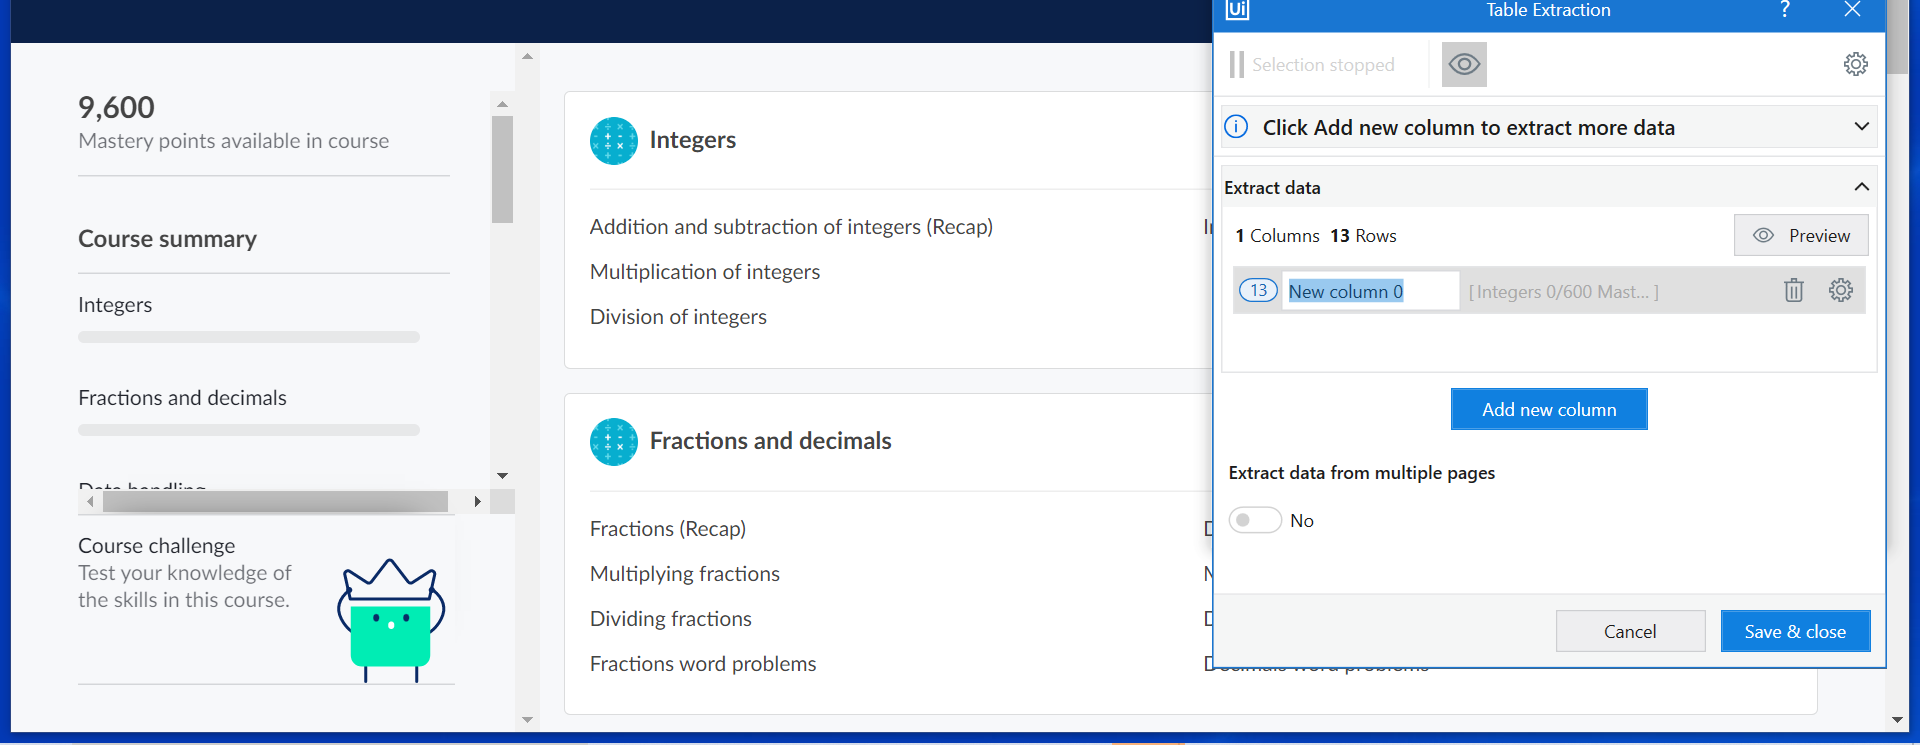 9,600
Mastery points available in course
Course summary
Integers
Fractions and decimals
Data handling
Course challenge
Test your knowledge of
the skills in this course.
Integers
Addition and subtraction of integers (Recap)
Multiplication of integers
Division of integers
Fractions and decimals
Fractions (Recap)
Multiplying fractions
Dividing fractions
Fractions word problems
Decimals word problems
Ui Table Extraction ?
Selection stopped
Click Add new column to extract more data
Extract data
1 Columns 13 Rows
Preview
13 New column 0 [ Integers 0/600 Mast... ]
Add new column
Extract data from multiple pages
No
Cancel
Save & close